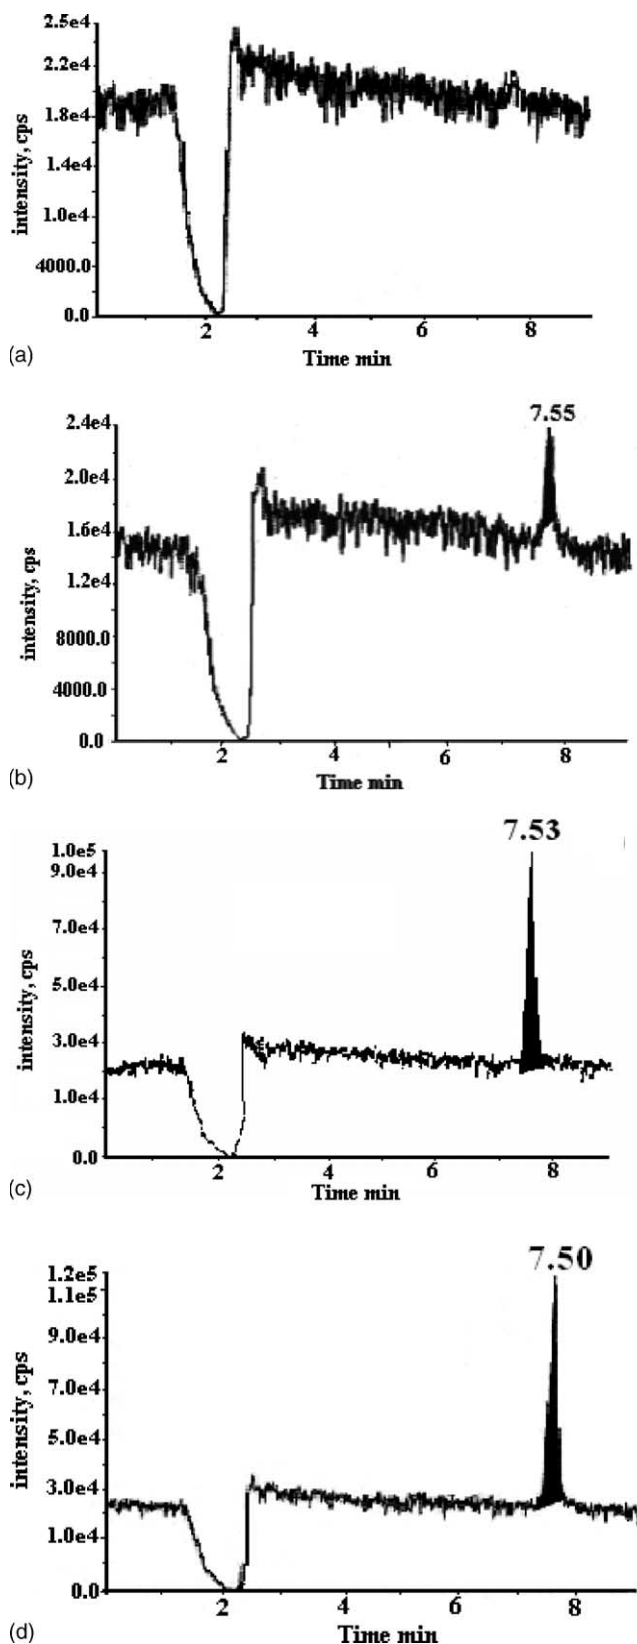 2.5e4
2.2e4
1.8e4
1.4e4
1.0e4
4000.0
0.0
intensity, cps
2 4 6 8
Time min
(a)
7.55
2.4e4
2.0e4
1.6e4
1.2e4
8000.0
4000.0
0.0
intensity, cps
2 4 6 8
Time min
(b)
7.53
1.0e5
9.0e4
7.0e4
5.0e4
3.0e4
1.0e4
0.0
intensity, cps
2 4 6 8
Time min
(c)
7.50
1.2e5
1.1e5
9.0e4
7.0e4
5.0e4
3.0e4
1.0e4
0.0
intensity, cps
2 4 6 8
Time min
(d)